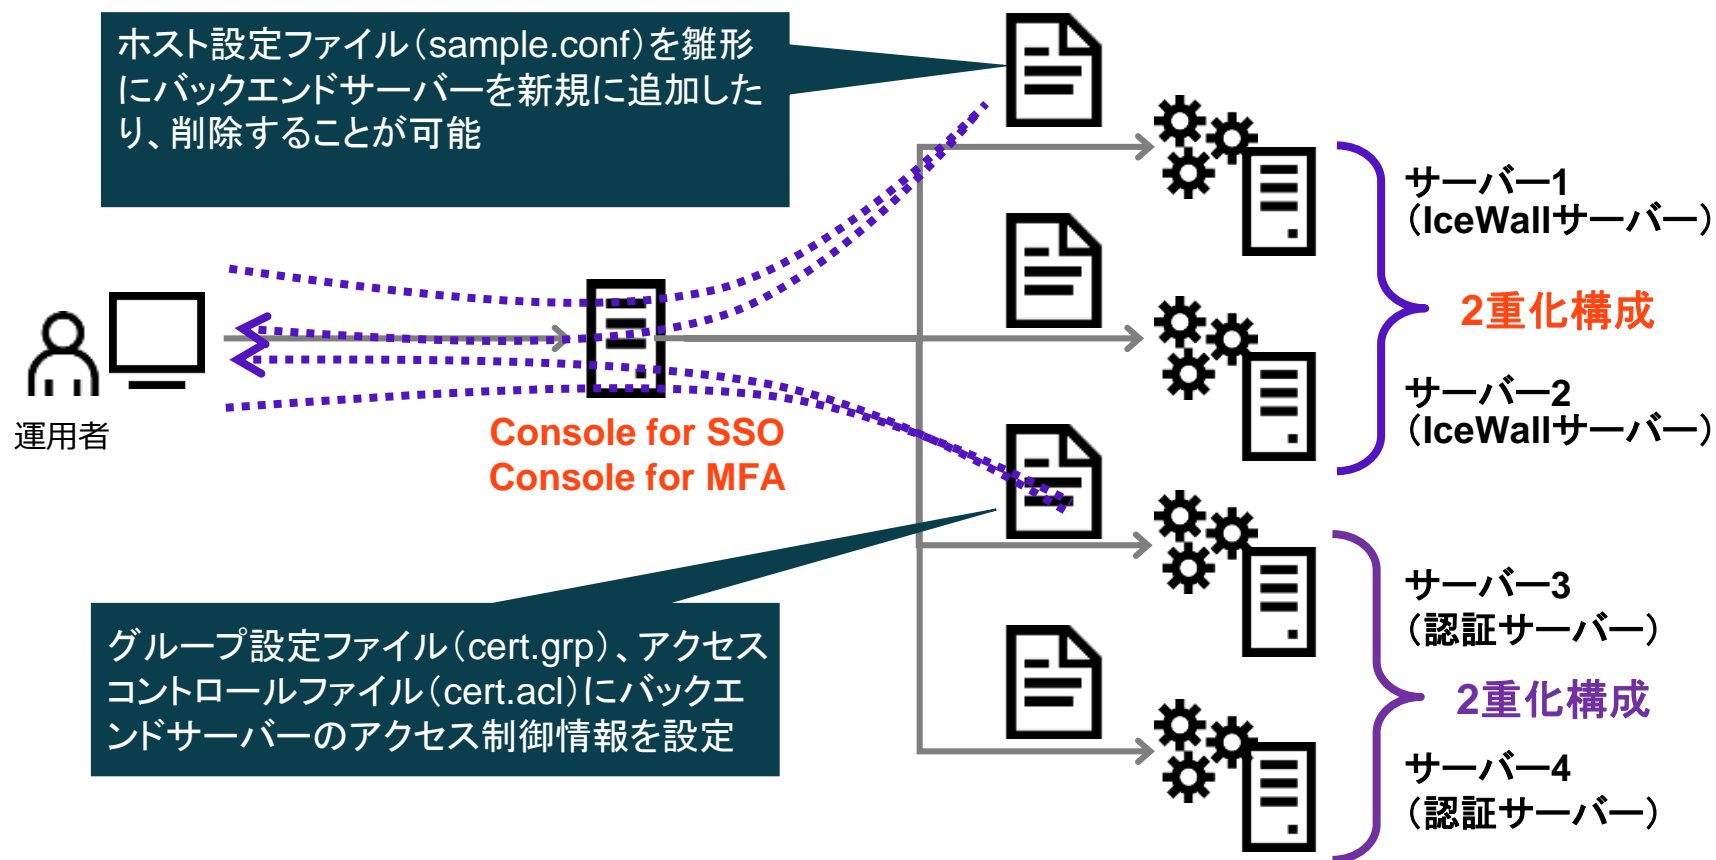 ホスト設定ファイル（sample.conf）を雛形
にバックエンドサーバーを新規に追加した
り、削除することが可能
サーバー1
（IceWallサーバー）
2重化構成
サーバー2
（IceWallサーバー）
運用者
Console for SSO
Console for MFA
グループ設定ファイル（cert.grp）、アクセス
コントロールファイル（cert.acl）にバックエ
ンドサーバーのアクセス制御情報を設定
サーバー3
（認証サーバー）
2重化構成
サーバー4
（認証サーバー）